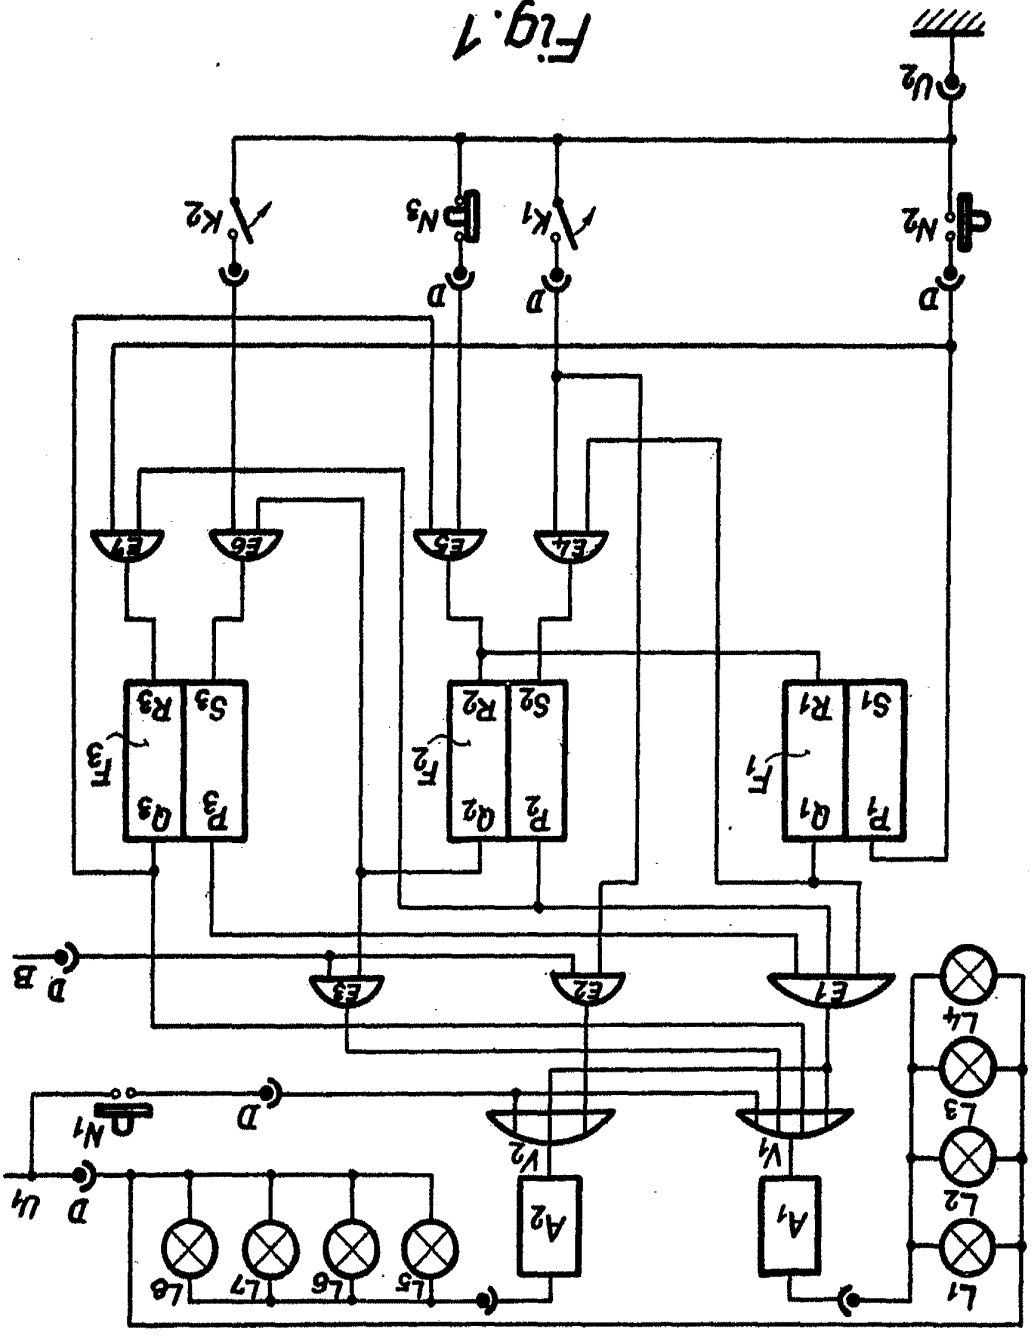 L1 L5 L6 L7 L8
L2 A1 A2 D U1
V1 V2 N1
L3 D
L4
E1 E2 E3 D B
P1 Q1 P2 Q2 P3 Q3
F1 F2 F3
S1 R1 S2 R2 S3 R3
E4 E5 E6 E7
D D D
N2 K1 N3 K2
U2
Fig. 1